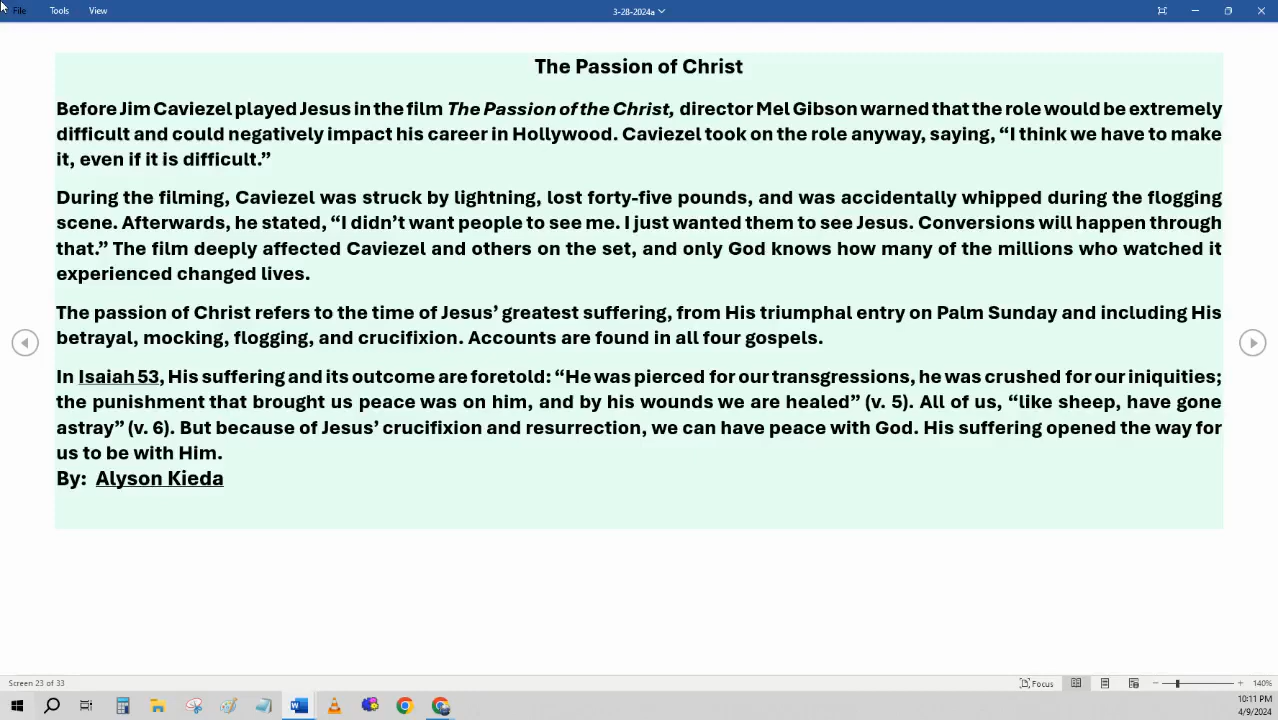 File Tools View 3-28-2024a
The Passion of Christ
Before Jim Caviezel played Jesus in the film The Passion of the Christ, director Mel Gibson warned that the role would be extremely
difficult and could negatively impact his career in Hollywood. Caviezel took on the role anyway, saying, “I think we have to make
it, even if it is difficult.”
During the filming, Caviezel was struck by lightning, lost forty-five pounds, and was accidentally whipped during the flogging
scene. Afterwards, he stated, “I didn’t want people to see me. I just wanted them to see Jesus. Conversions will happen through
that.” The film deeply affected Caviezel and others on the set, and only God knows how many of the millions who watched it
experienced changed lives.
The passion of Christ refers to the time of Jesus’ greatest suffering, from His triumphal entry on Palm Sunday and including His
betrayal, mocking, flogging, and crucifixion. Accounts are found in all four gospels.
In Isaiah 53, His suffering and its outcome are foretold: “He was pierced for our transgressions, he was crushed for our iniquities;
the punishment that brought us peace was on him, and by his wounds we are healed” (v. 5). All of us, “like sheep, have gone
astray” (v. 6). But because of Jesus’ crucifixion and resurrection, we can have peace with God. His suffering opened the way for
us to be with Him.
By: Alyson Kieda
Screen 23 of 33 Focus 140%
10:11 PM
4/9/2024